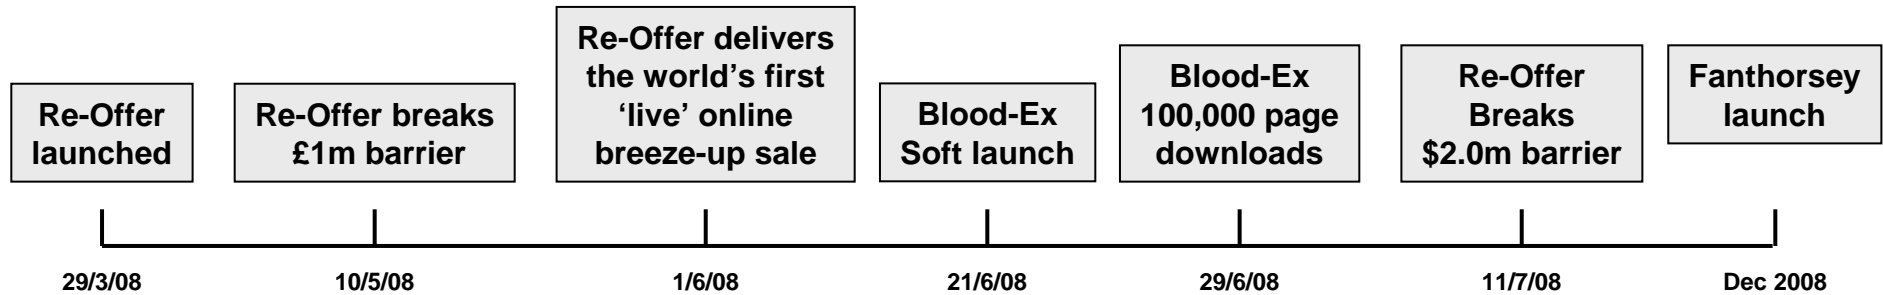 Re-Offer
launched
Re-Offer breaks
£1m barrier
Re-Offer delivers
the world's first
'live' online
breeze-up sale
Blood-Ex
Soft launch
Blood-Ex
100,000 page
downloads
Re-Offer
Breaks
$2.0m barrier
Fanthorsey
launch
29/3/08
10/5/08
1/6/08
21/6/08
29/6/08
11/7/08
Dec 2008